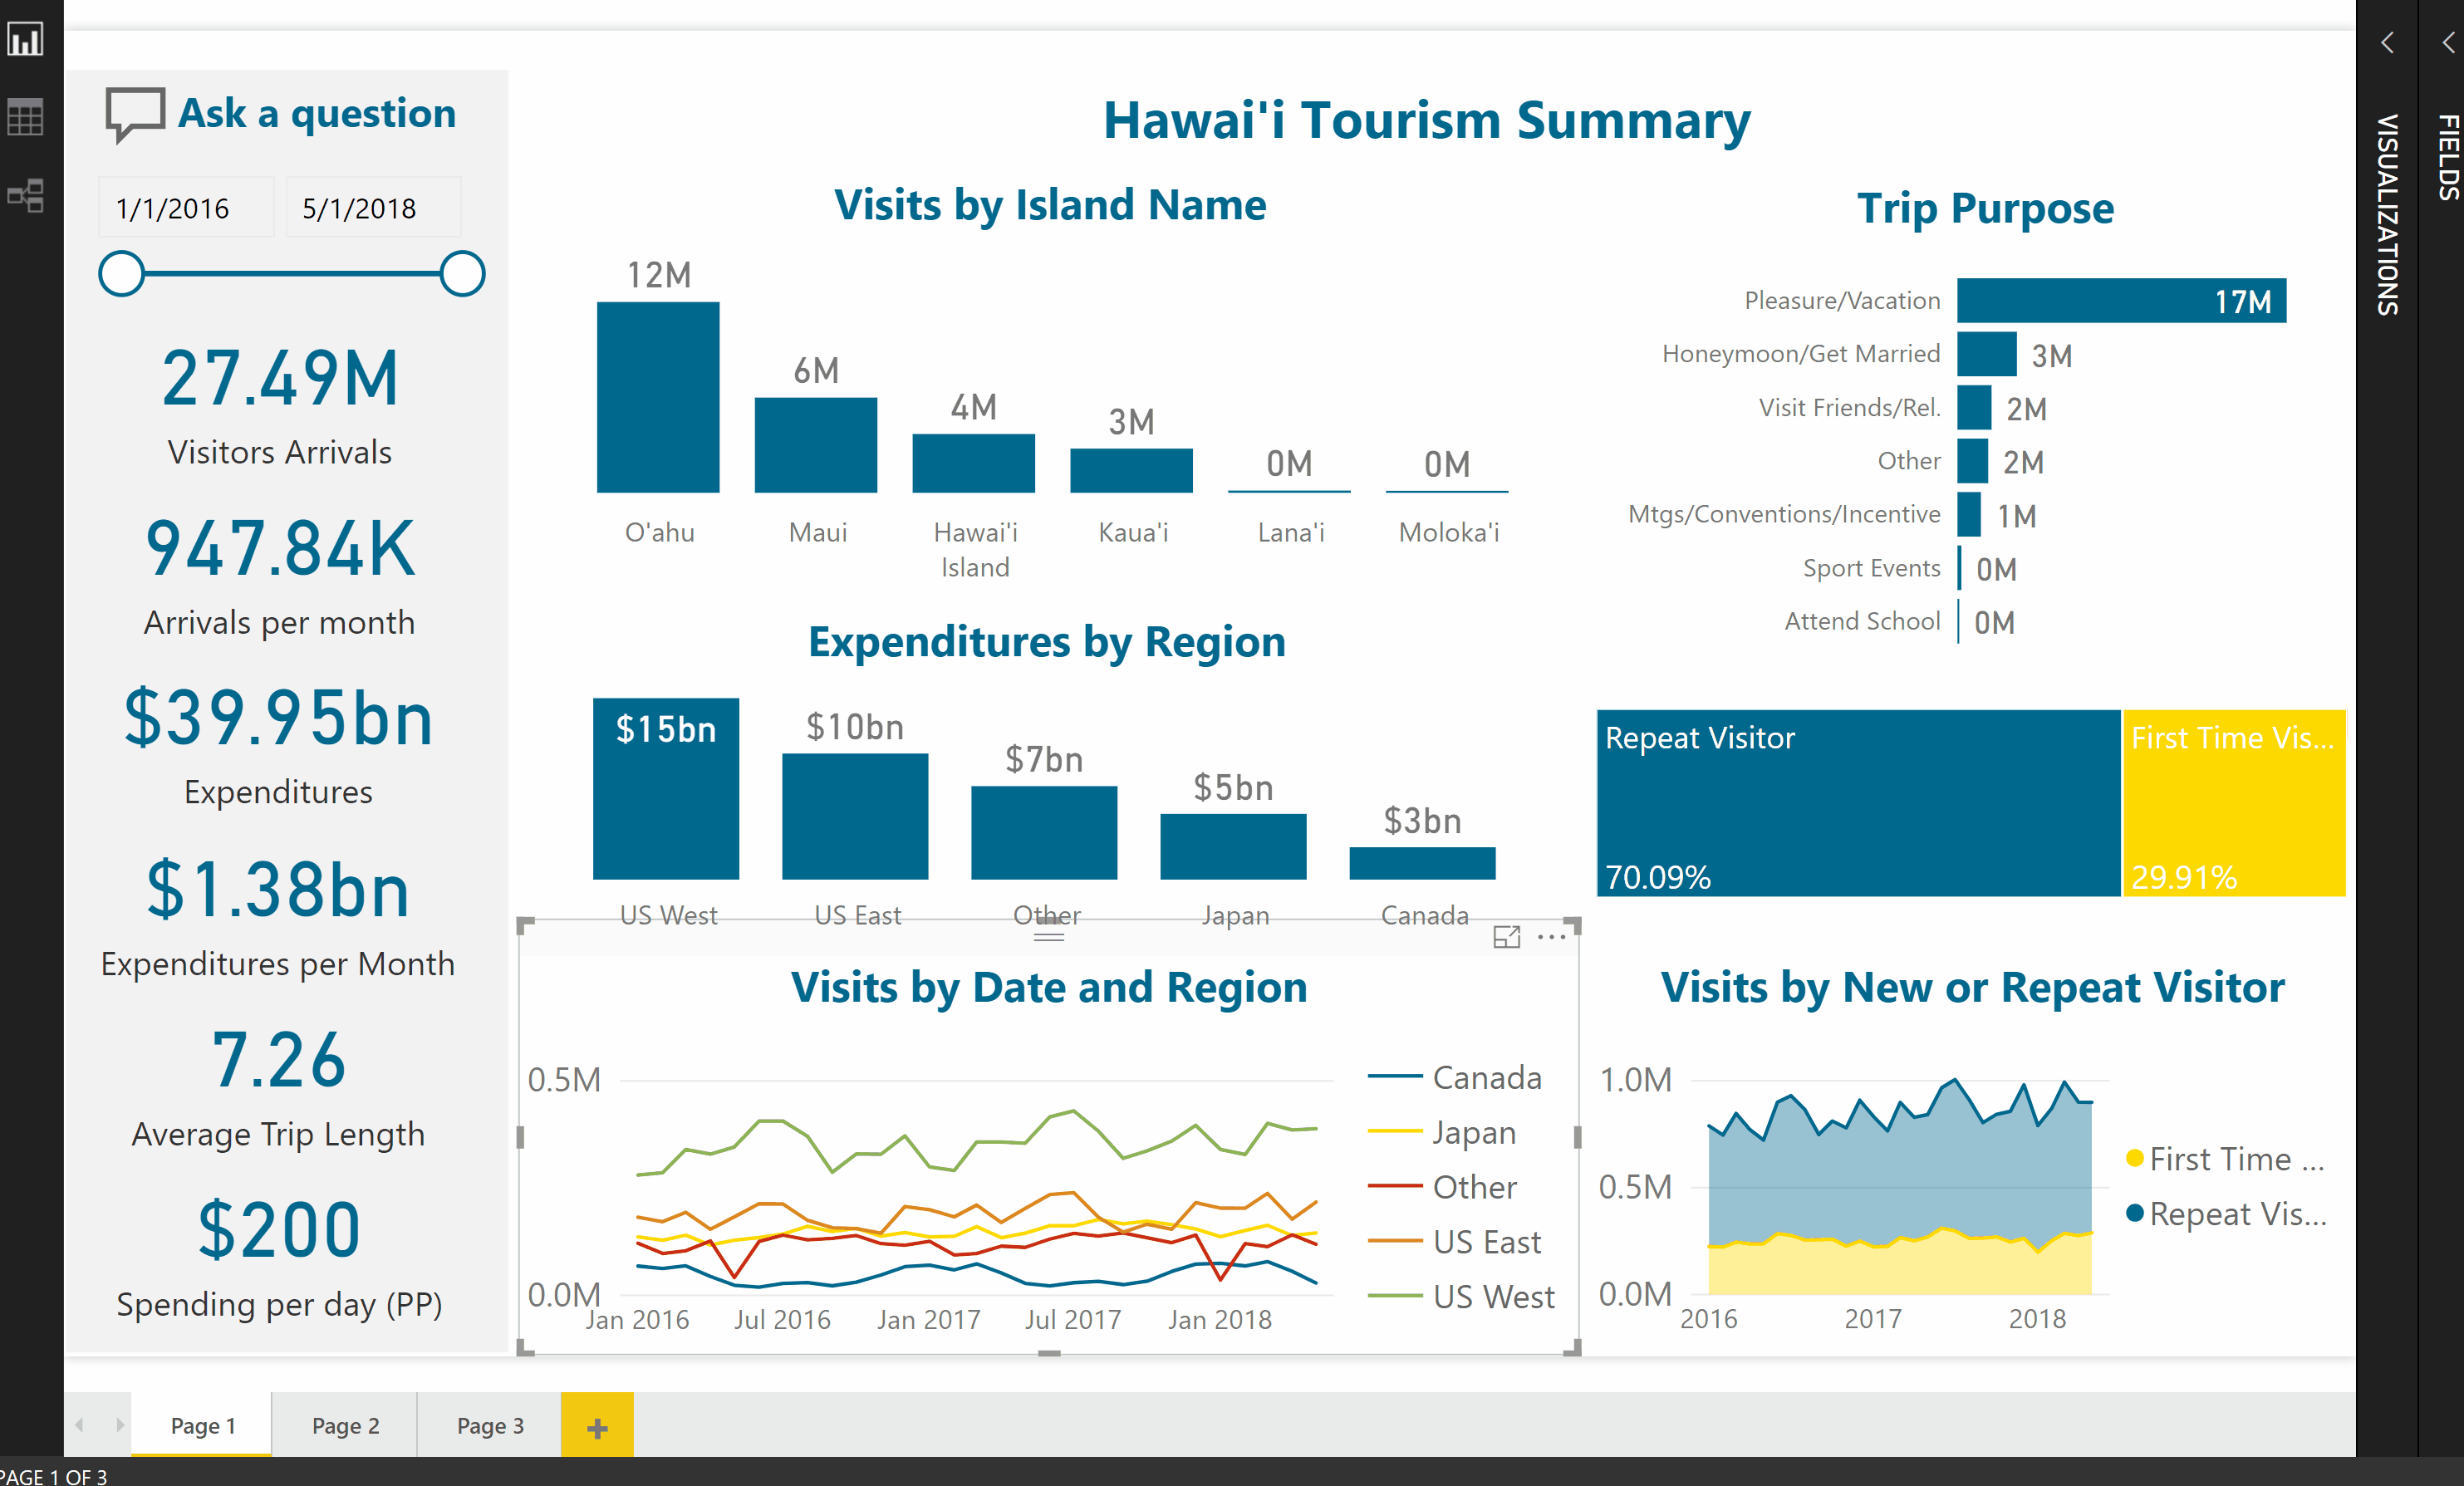 Ask a question
1/1/2016
5/1/2018
27.49M
Visitors Arrivals
947.84K
Arrivals per month
$39.95bn
Expenditures
$1.38bn
Expenditures per Month
7.26
Average Trip Length
$200
Spending per day (PP)
Hawai'i Tourism Summary
Visits by Island Name
12M
6M
4M
3M
0M
0M
O'ahu
Maui
Hawai'i
Island
Kaua'i
Lana'i
Moloka'i
Trip Purpose
Pleasure/Vacation 17M
Honeymoon/Get Married 3M
Visit Friends/Rel. 2M
Other 2M
Mtgs/Conventions/Incentive 1M
Sport Events 0M
Attend School 0M
Expenditures by Region
$15bn
$10bn
$7bn
$5bn
$3bn
US West
US East
Other
Japan
Canada
Repeat Visitor
70.09%
First Time Vis...
29.91%
Visits by Date and Region
0.5M
0.0M
Jan 2016
Jul 2016
Jan 2017
Jul 2017
Jan 2018
Canada
Japan
Other
US East
US West
Visits by New or Repeat Visitor
1.0M
0.5M
0.0M
2016
2017
2018
First Time ...
Repeat Vis...
VISUALIZATIONS
FIELDS
Page 1
Page 2
Page 3
PAGE 1 OF 3